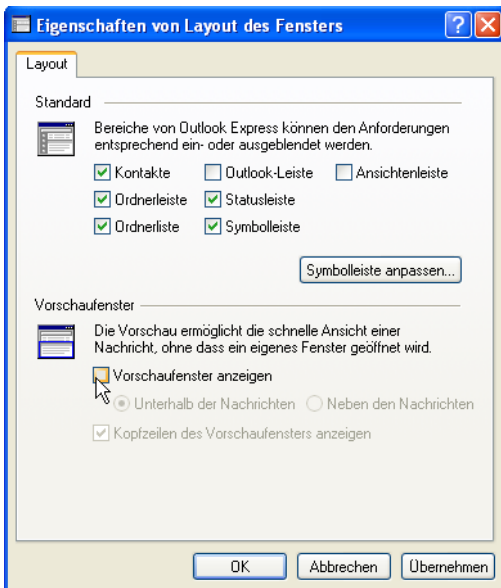 Eigenschaften von Layout des Fensters
Layout
Standard
Bereiche von Outlook Express können den Anforderungen
entsprechend ein- oder ausgeblendet werden.
Kontakte Outlook-Leiste Ansichtenleiste
Ordnerleiste Statusleiste
Ordnerliste Symbolleiste
Symbolleiste anpassen...
Vorschaufenster
Die Vorschau ermöglicht die schnelle Ansicht einer
Nachricht, ohne dass ein eigenes Fenster geöffnet wird.
Vorschaufenster anzeigen
Unterhalb der Nachrichten Neben den Nachrichten
Kopfzeilen des Vorschaufensters anzeigen
OK Abbrechen Übernehmen